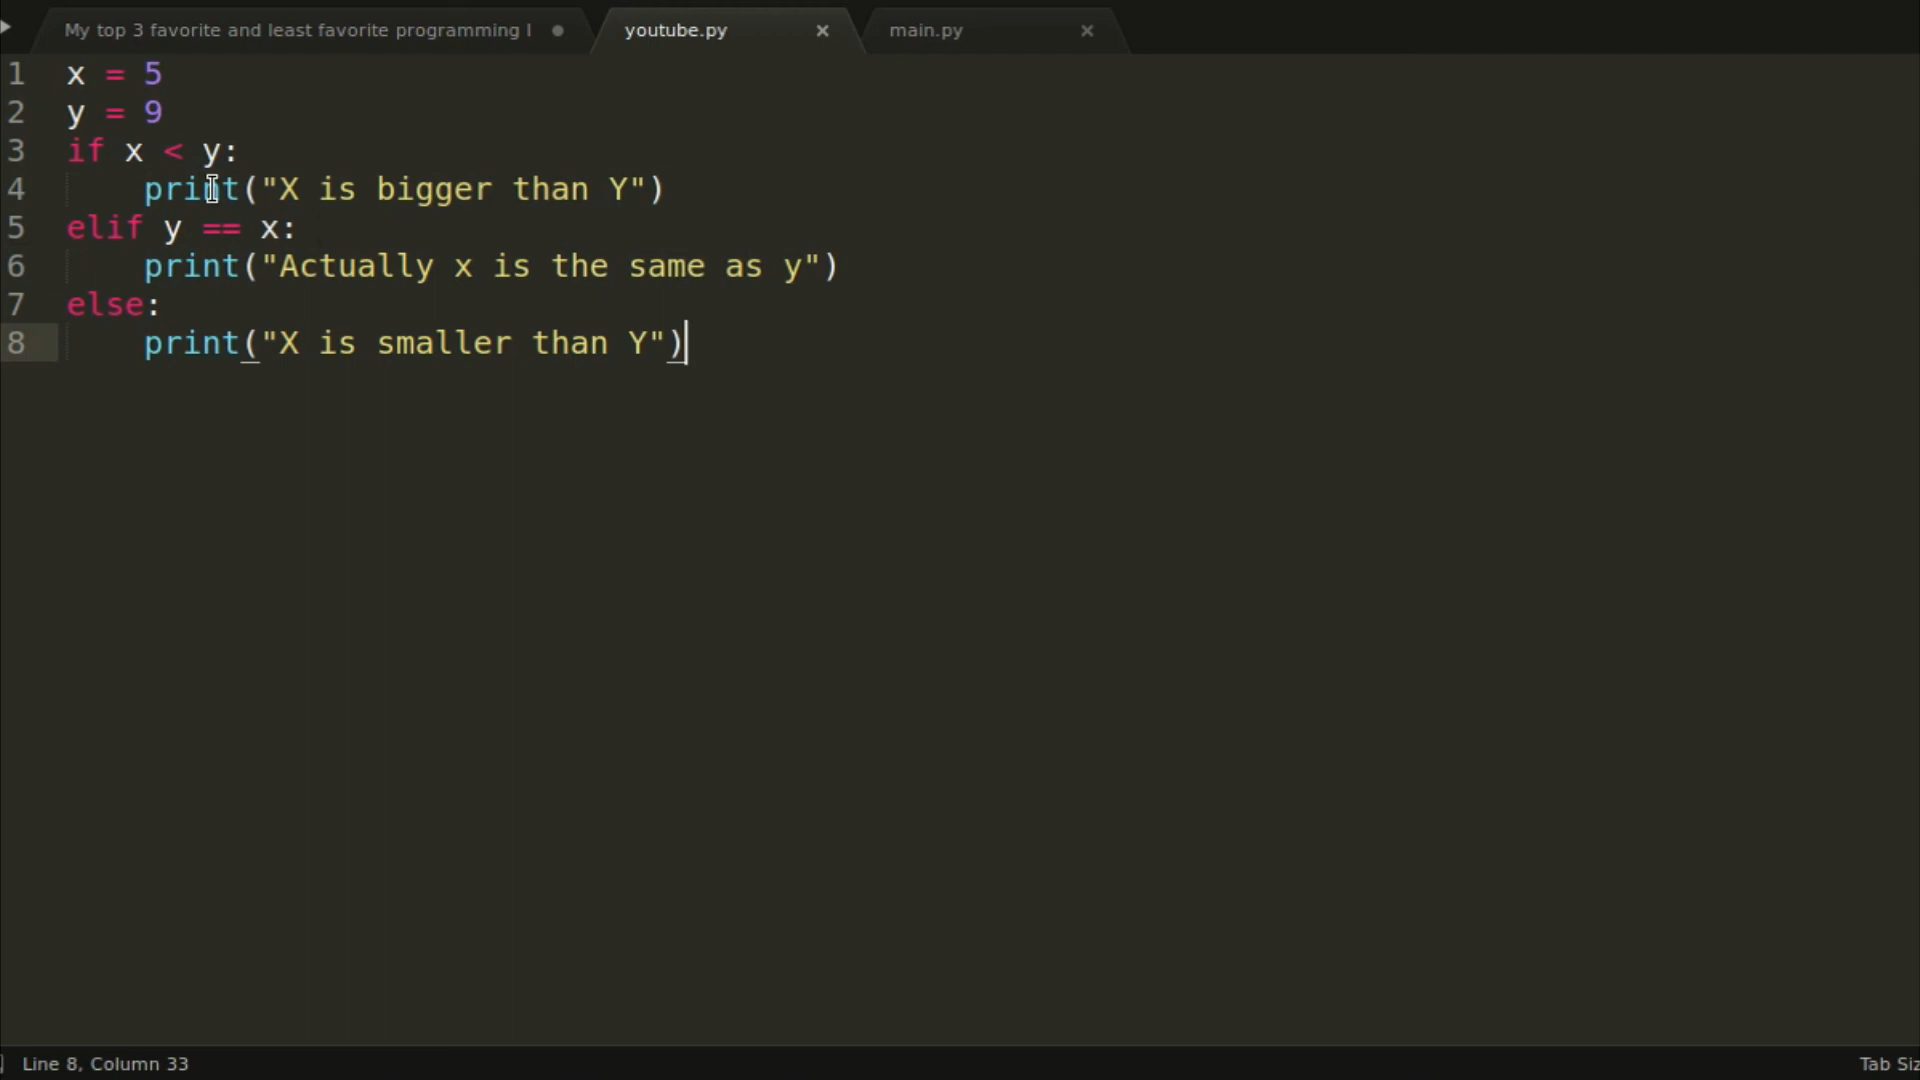 My top 3 favorite and least favorite programming l
youtube.py
main.py
1 x = 5
2 y = 9
3 if x < y:
4     print("X is bigger than Y")
5 elif y == x:
6     print("Actually x is the same as y")
7 else:
8     print("X is smaller than Y")
Line 8, Column 33
Tab Siz